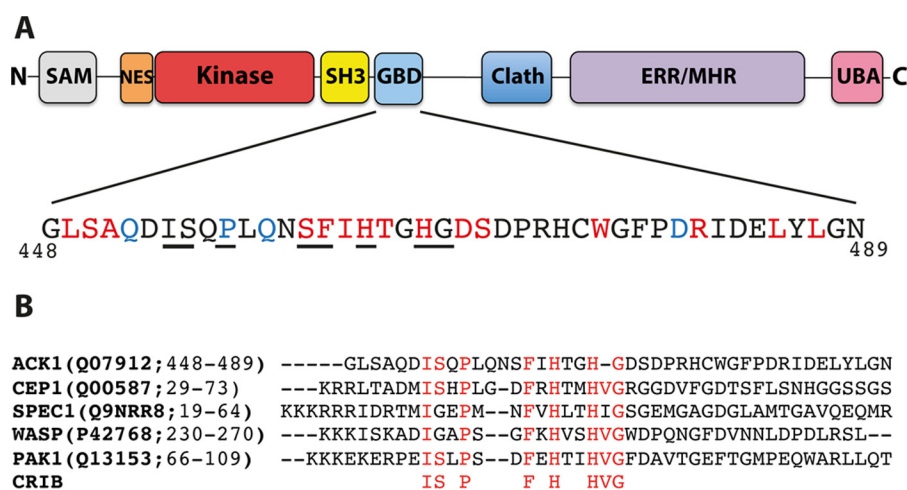 A
N SAM NES Kinase SH3 GBD Clath ERR/MHR UBA C
GLSAQDISQPLQNSFIHTGHGDSDPRHCWGFPDRIDELYLGN
448 489
B
ACK1(Q07912;448-489) -----GLSAQDISQPLQNSFIHTGH-GDSDPRHCWGFPDRIDELYLGN
CEP1(Q00587;29-73) ---KRRLTADMISHPLG-DFRHTMHVGRGGDVFGDTSFLSNHGGSSGS
SPEC1(Q9NRR8;19-64) KKKRRRIDRTMIGEPM--NFVHLTHIGSGEMGAGDGLAMTGAVQEQMR
WASP(P42768;230-270) ---KKKISKADIGAPS--GFKHVSHVGWDPQNGFDVNNLDPDLRSL--
PAK1(Q13153;66-109) --KKKEKERPEISLPS--DFEHTIHVGFDAVTGEFTGMPEQWARLLQT
CRIB IS P F H HVG